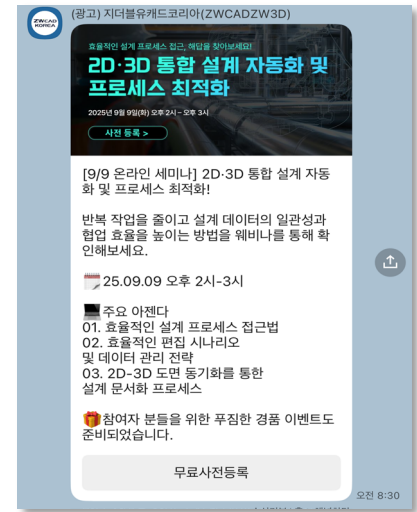 (광고) 지더블유캐드코리아(ZWCADZW3D)
ZWCAD
KOREA
효율적인 설계 프로세스 접근, 해답을 찾아보세요!
2D·3D 통합 설계 자동화 및
프로세스 최적화
2025년 9월 9일(화) 오후 2시 – 오후 3시
사전 등록 >
[9/9 온라인 세미나] 2D·3D 통합 설계 자동
화 및 프로세스 최적화!
반복 작업을 줄이고 설계 데이터의 일관성과
협업 효율을 높이는 방법을 웨비나를 통해 확
인해보세요.
🗓️25.09.09 오후 2시-3시
💻주요 아젠다
01. 효율적인 설계 프로세스 접근법
02. 효율적인 편집 시나리오
및 데이터 관리 전략
03. 2D-3D 도면 동기화를 통한
설계 문서화 프로세스
🎁참여자 분들을 위한 푸짐한 경품 이벤트도
준비되었습니다.
무료사전등록
오전 8:30